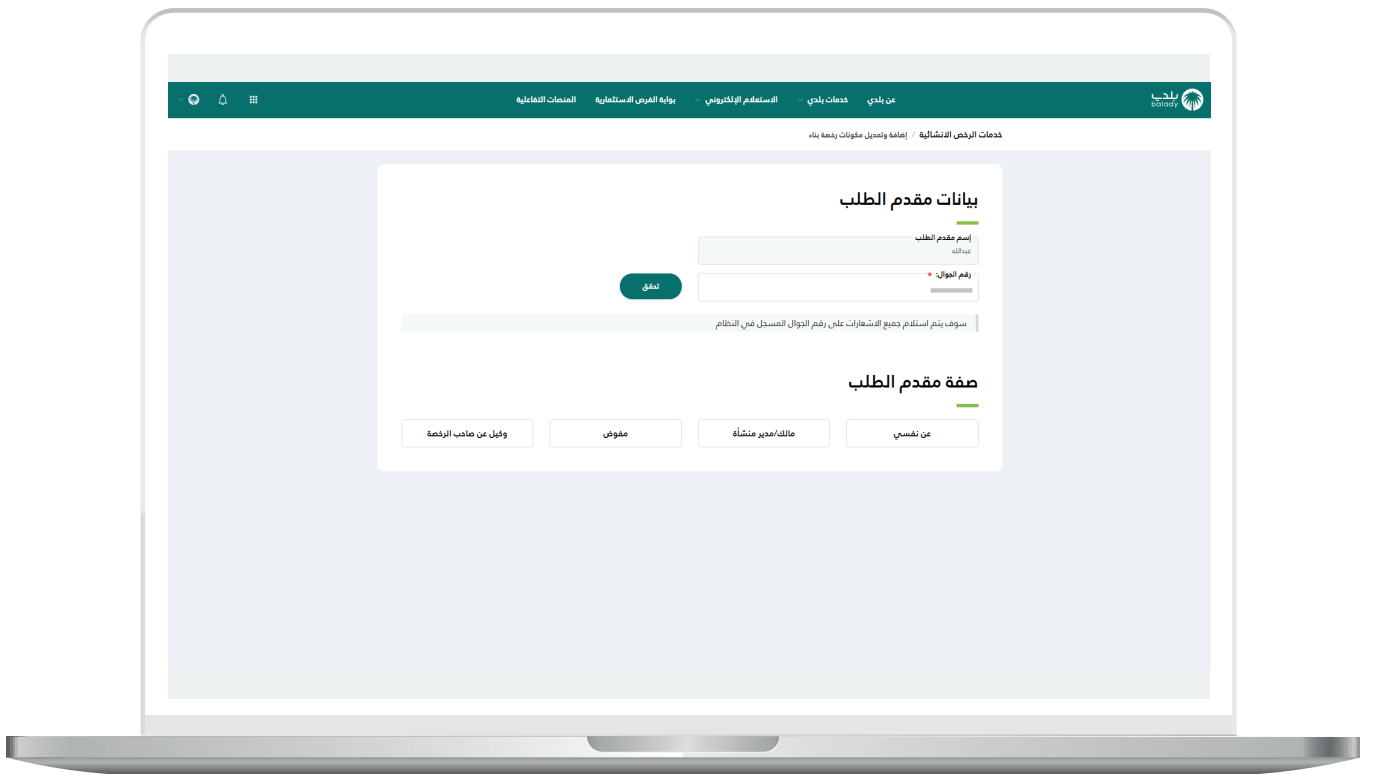 بلدي
balady
عن بلدي
خدمات بلدي
الاستعلام الإلكتروني
بوابة الفرص الاستثمارية
المنصات التفاعلية
خدمات الرخص الانشائية / إضافة وتعديل مكونات رخصة بناء
بيانات مقدم الطلب
إسم مقدم الطلب
عبدالله
رقم الجوال: *
تحقق
سوف يتم استلام جميع الاشعارات على رقم الجوال المسجل في النظام
صفة مقدم الطلب
عن نفسي
مالك/مدير منشأة
مفوض
وكيل عن صاحب الرخصة